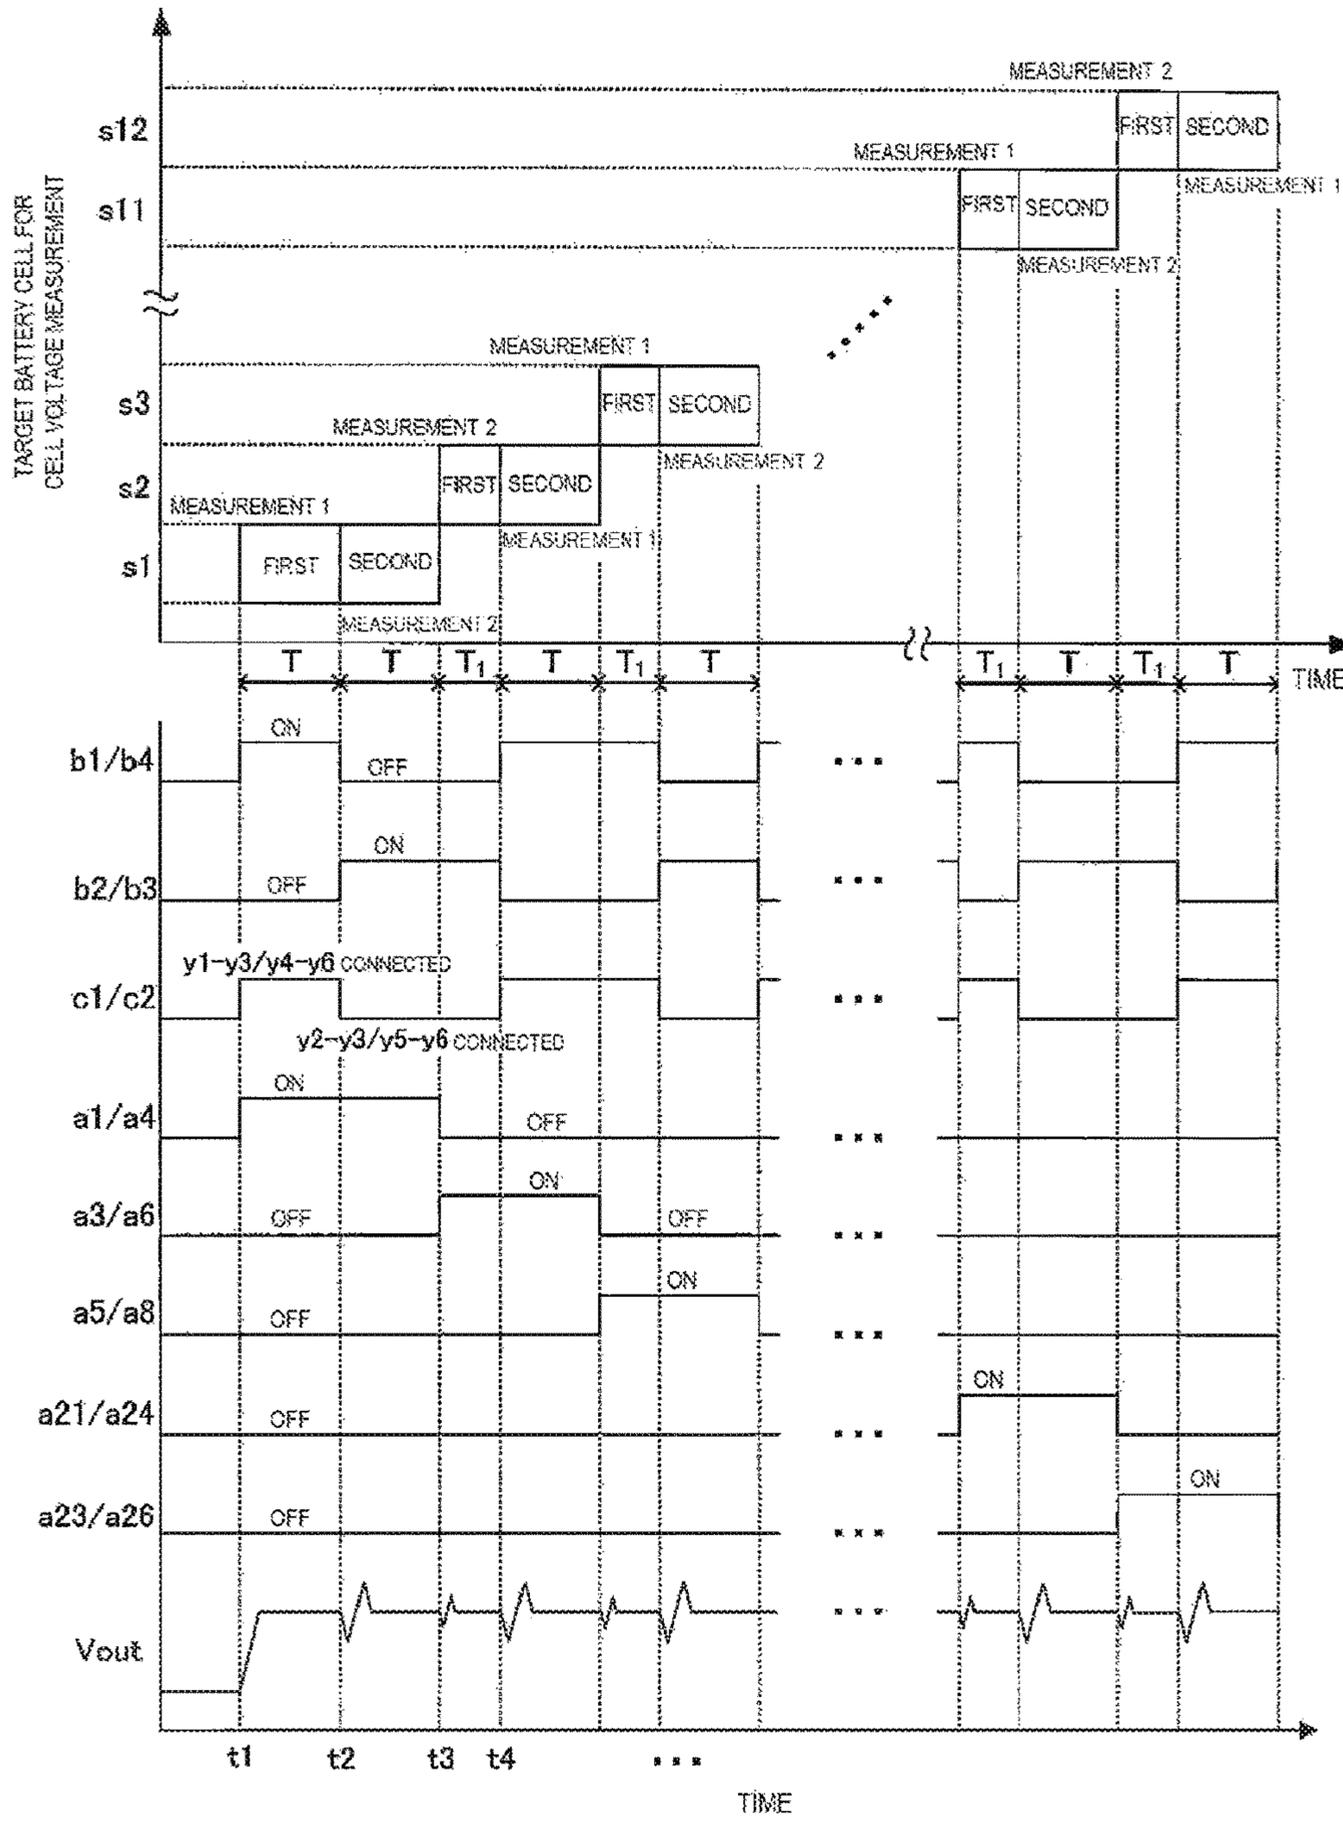 TARGET BATTERY CELL FOR
CELL VOLTAGE MEASUREMENT
MEASUREMENT 2
s12
FIRST
SECOND
MEASUREMENT 1
MEASUREMENT 1
s11
FIRST
SECOND
MEASUREMENT 2
MEASUREMENT 1
s3
FIRST
SECOND
MEASUREMENT 2
MEASUREMENT 2
s2
FIRST
SECOND
MEASUREMENT 1
MEASUREMENT 1
s1
FIRST
SECOND
MEASUREMENT 2
T T T1 T T1 T T1 T T1 T
TIME
ON
b1/b4
OFF
ON
b2/b3
OFF
y1-y3/y4-y6 CONNECTED
c1/c2
y2-y3/y5-y6 CONNECTED
ON
a1/a4
OFF
ON
a3/a6
OFF
OFF
ON
a5/a8
OFF
ON
a21/a24
OFF
ON
a23/a26
OFF
Vout
t1 t2 t3 t4
TIME